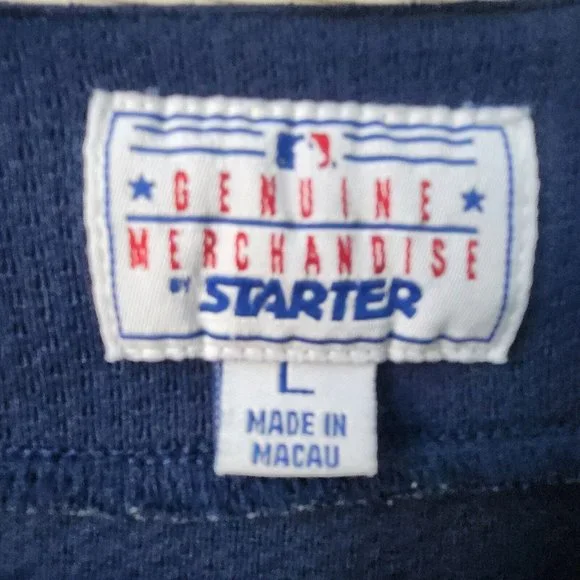 GENUINE
MERCHANDISE
BY STARTER
L
MADE IN
MACAU